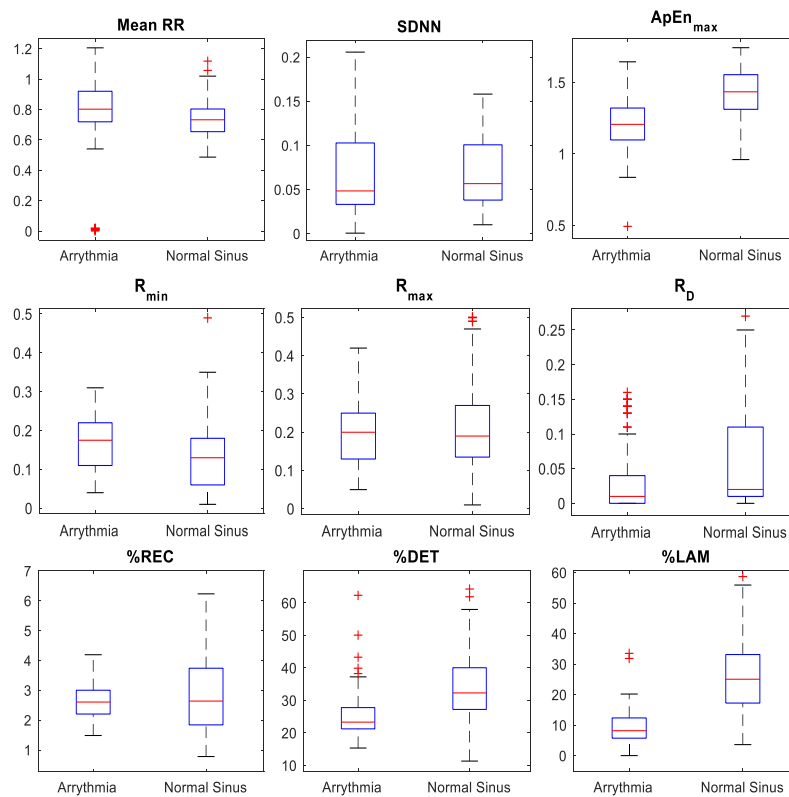 Mean RR
SDNN
ApEn_max
1.2
1
0.8
0.6
0.4
0.2
0
Arrythmia
Normal Sinus
0.2
0.15
0.1
0.05
0
Arrythmia
Normal Sinus
1.5
1
0.5
Arrythmia
Normal Sinus
R_min
R_max
R_D
0.5
0.4
0.3
0.2
0.1
0
Arrythmia
Normal Sinus
0.5
0.4
0.3
0.2
0.1
0
Arrythmia
Normal Sinus
0.25
0.2
0.15
0.1
0.05
0
Arrythmia
Normal Sinus
%REC
%DET
%LAM
7
6
5
4
3
2
1
Arrythmia
Normal Sinus
60
50
40
30
20
10
Arrythmia
Normal Sinus
60
50
40
30
20
10
0
Arrythmia
Normal Sinus